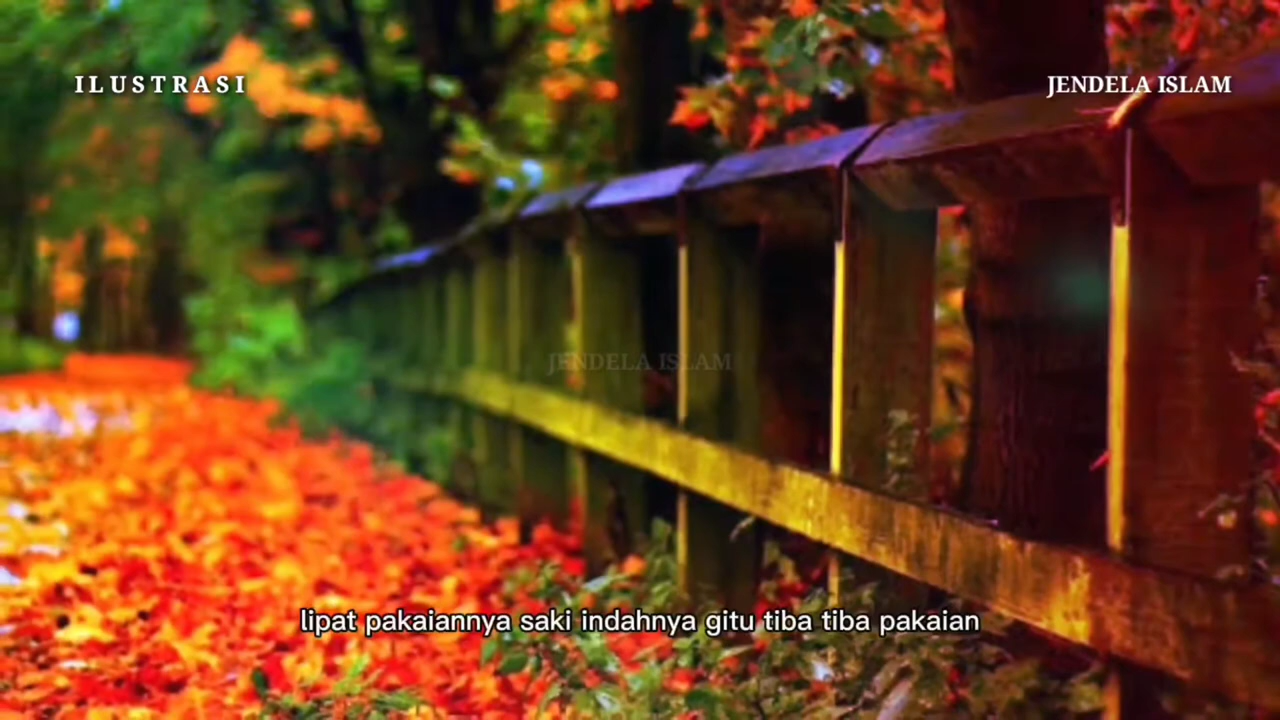 ILUSTRASI
JENDELA ISLAM
JENDELA ISLAM
lipat pakaiannya saki indahnya gitu tiba tiba pakaian